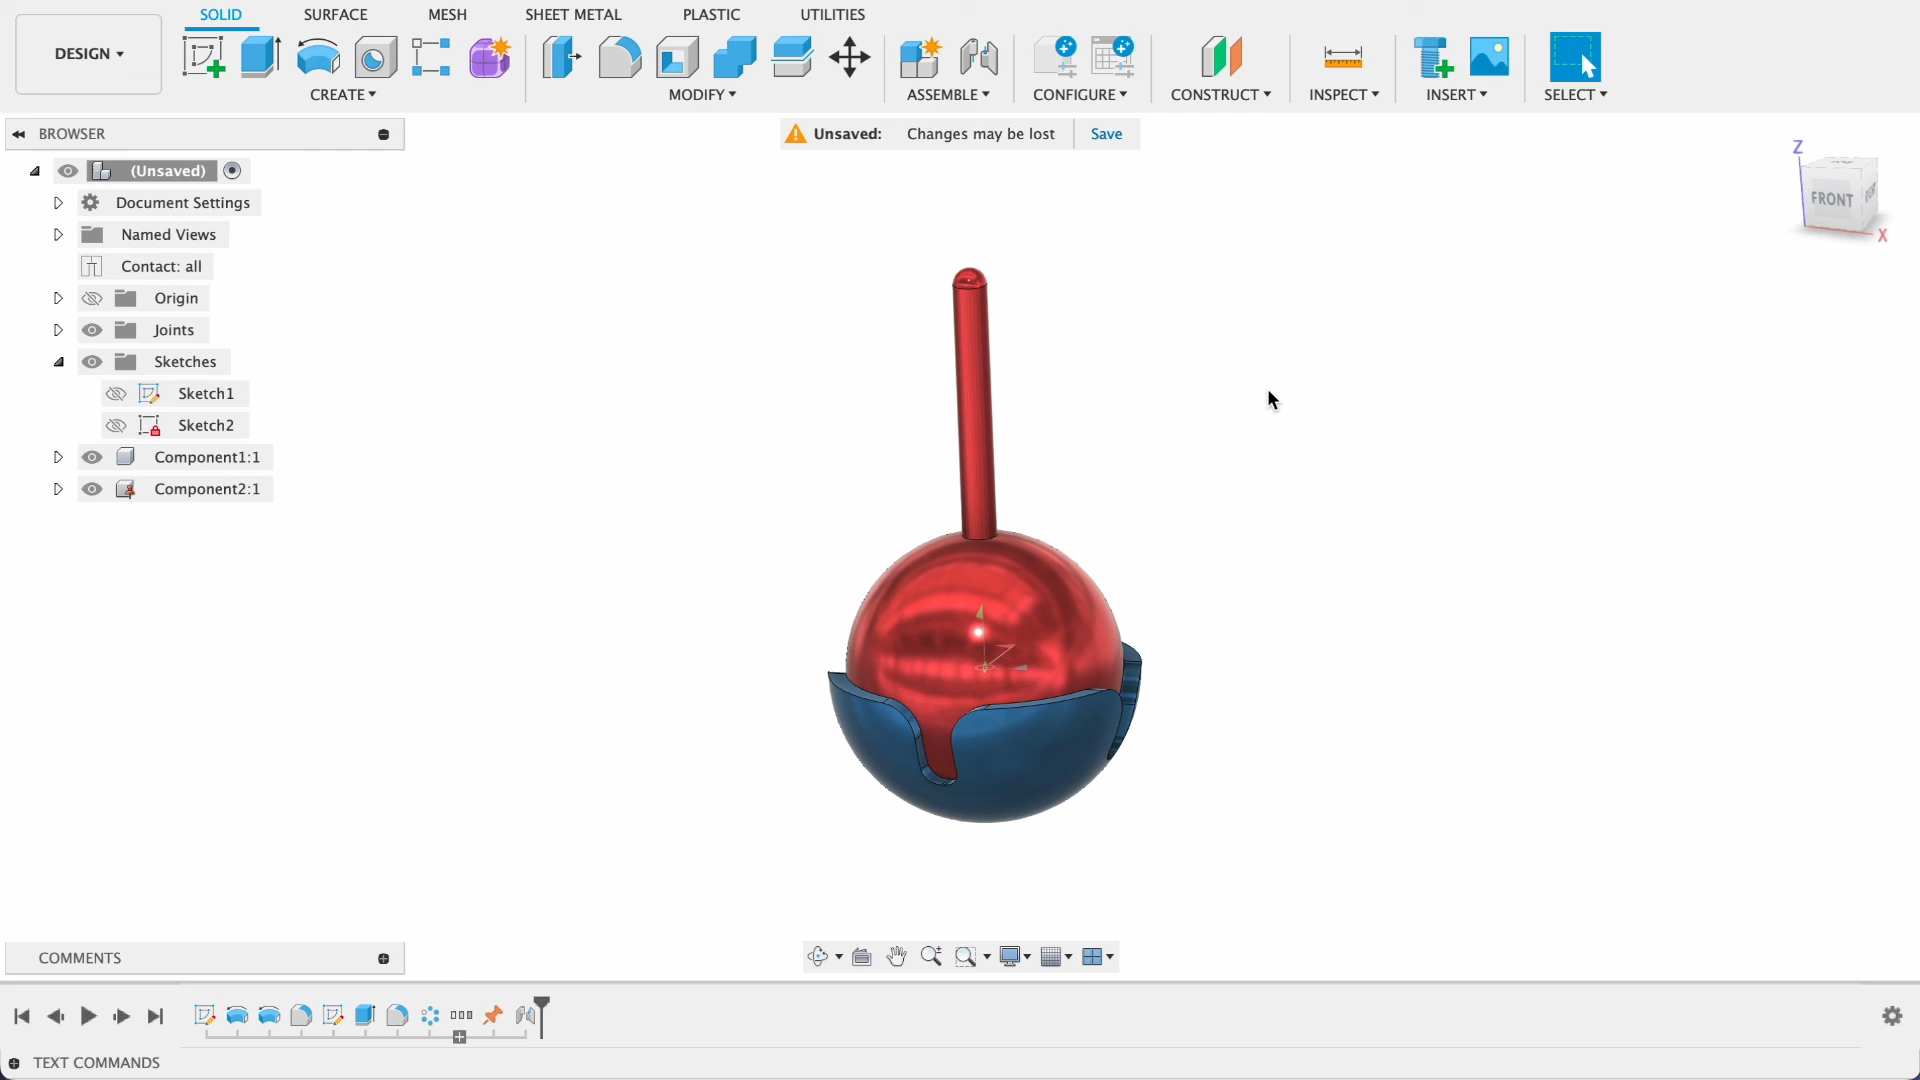 SOLID SURFACE MESH SHEET METAL PLASTIC UTILITIES
DESIGN
CREATE MODIFY ASSEMBLE CONFIGURE CONSTRUCT INSPECT INSERT SELECT
BROWSER
Unsaved: Changes may be lost Save
(Unsaved)
Document Settings
Named Views
Contact: all
Origin
Joints
Sketches
Sketch1
Sketch2
Component1:1
Component2:1
Z
FRONT
X
COMMENTS
TEXT COMMANDS